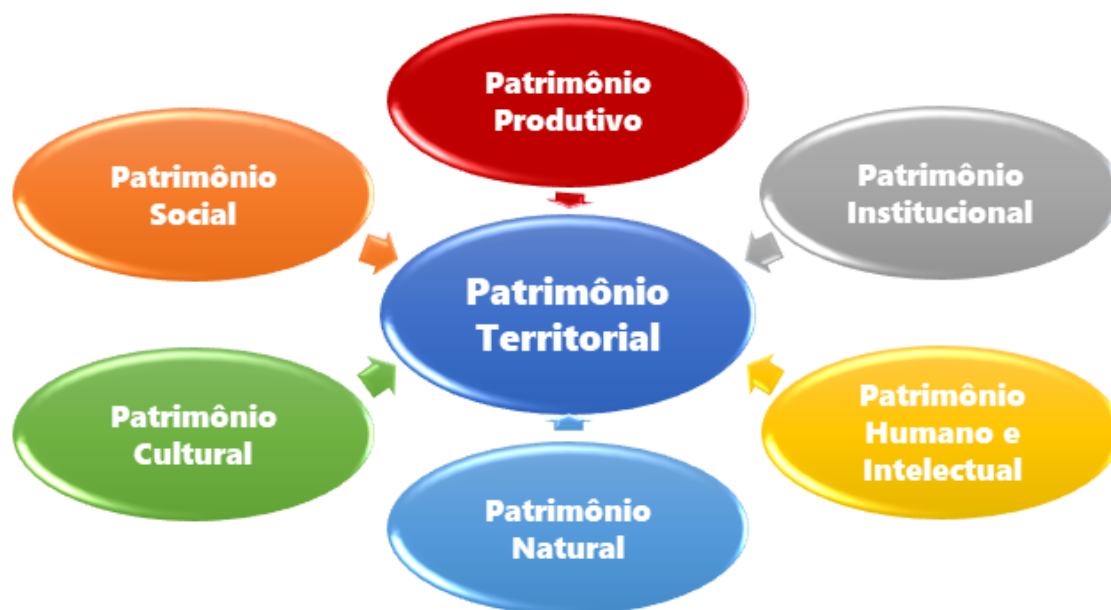 Patrimônio
Produtivo
Patrimônio
Social
Patrimônio
Institucional
Patrimônio
Territorial
Patrimônio
Cultural
Patrimônio
Humano e
Intelectual
Patrimônio
Natural